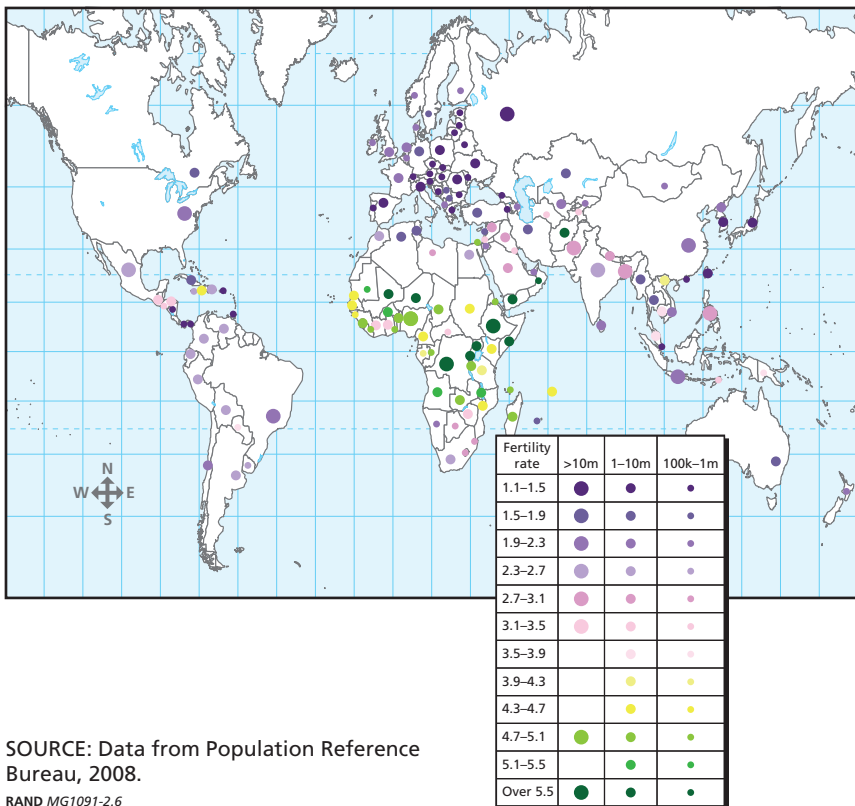 N
W E
S
Fertility rate >10m 1–10m 100k–1m
1.1–1.5
1.5–1.9
1.9–2.3
2.3–2.7
2.7–3.1
3.1–3.5
3.5–3.9
3.9–4.3
4.3–4.7
4.7–5.1
5.1–5.5
Over 5.5
SOURCE: Data from Population Reference
Bureau, 2008.
RAND MG1091-2.6